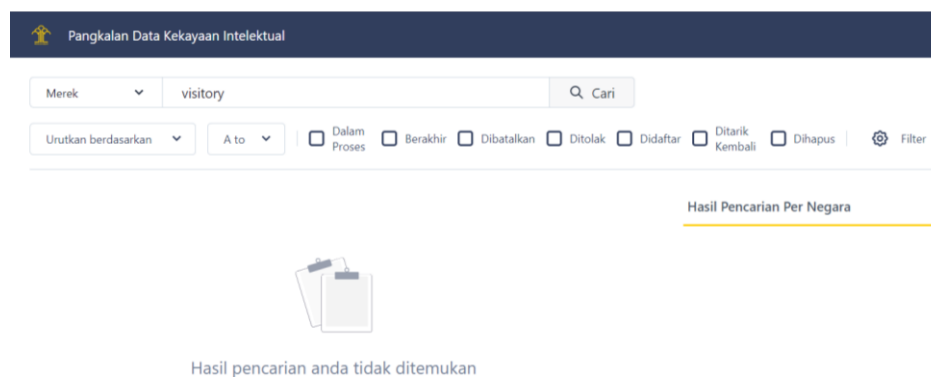 Pangkalan Data Kekayaan Intelektual
Merek visitory Cari
Urutkan berdasarkan A to Dalam Proses Berakhir Dibatalkan Ditolak Didaftar Ditarik Kembali Dihapus Filter
Hasil Pencarian Per Negara
Hasil pencarian anda tidak ditemukan